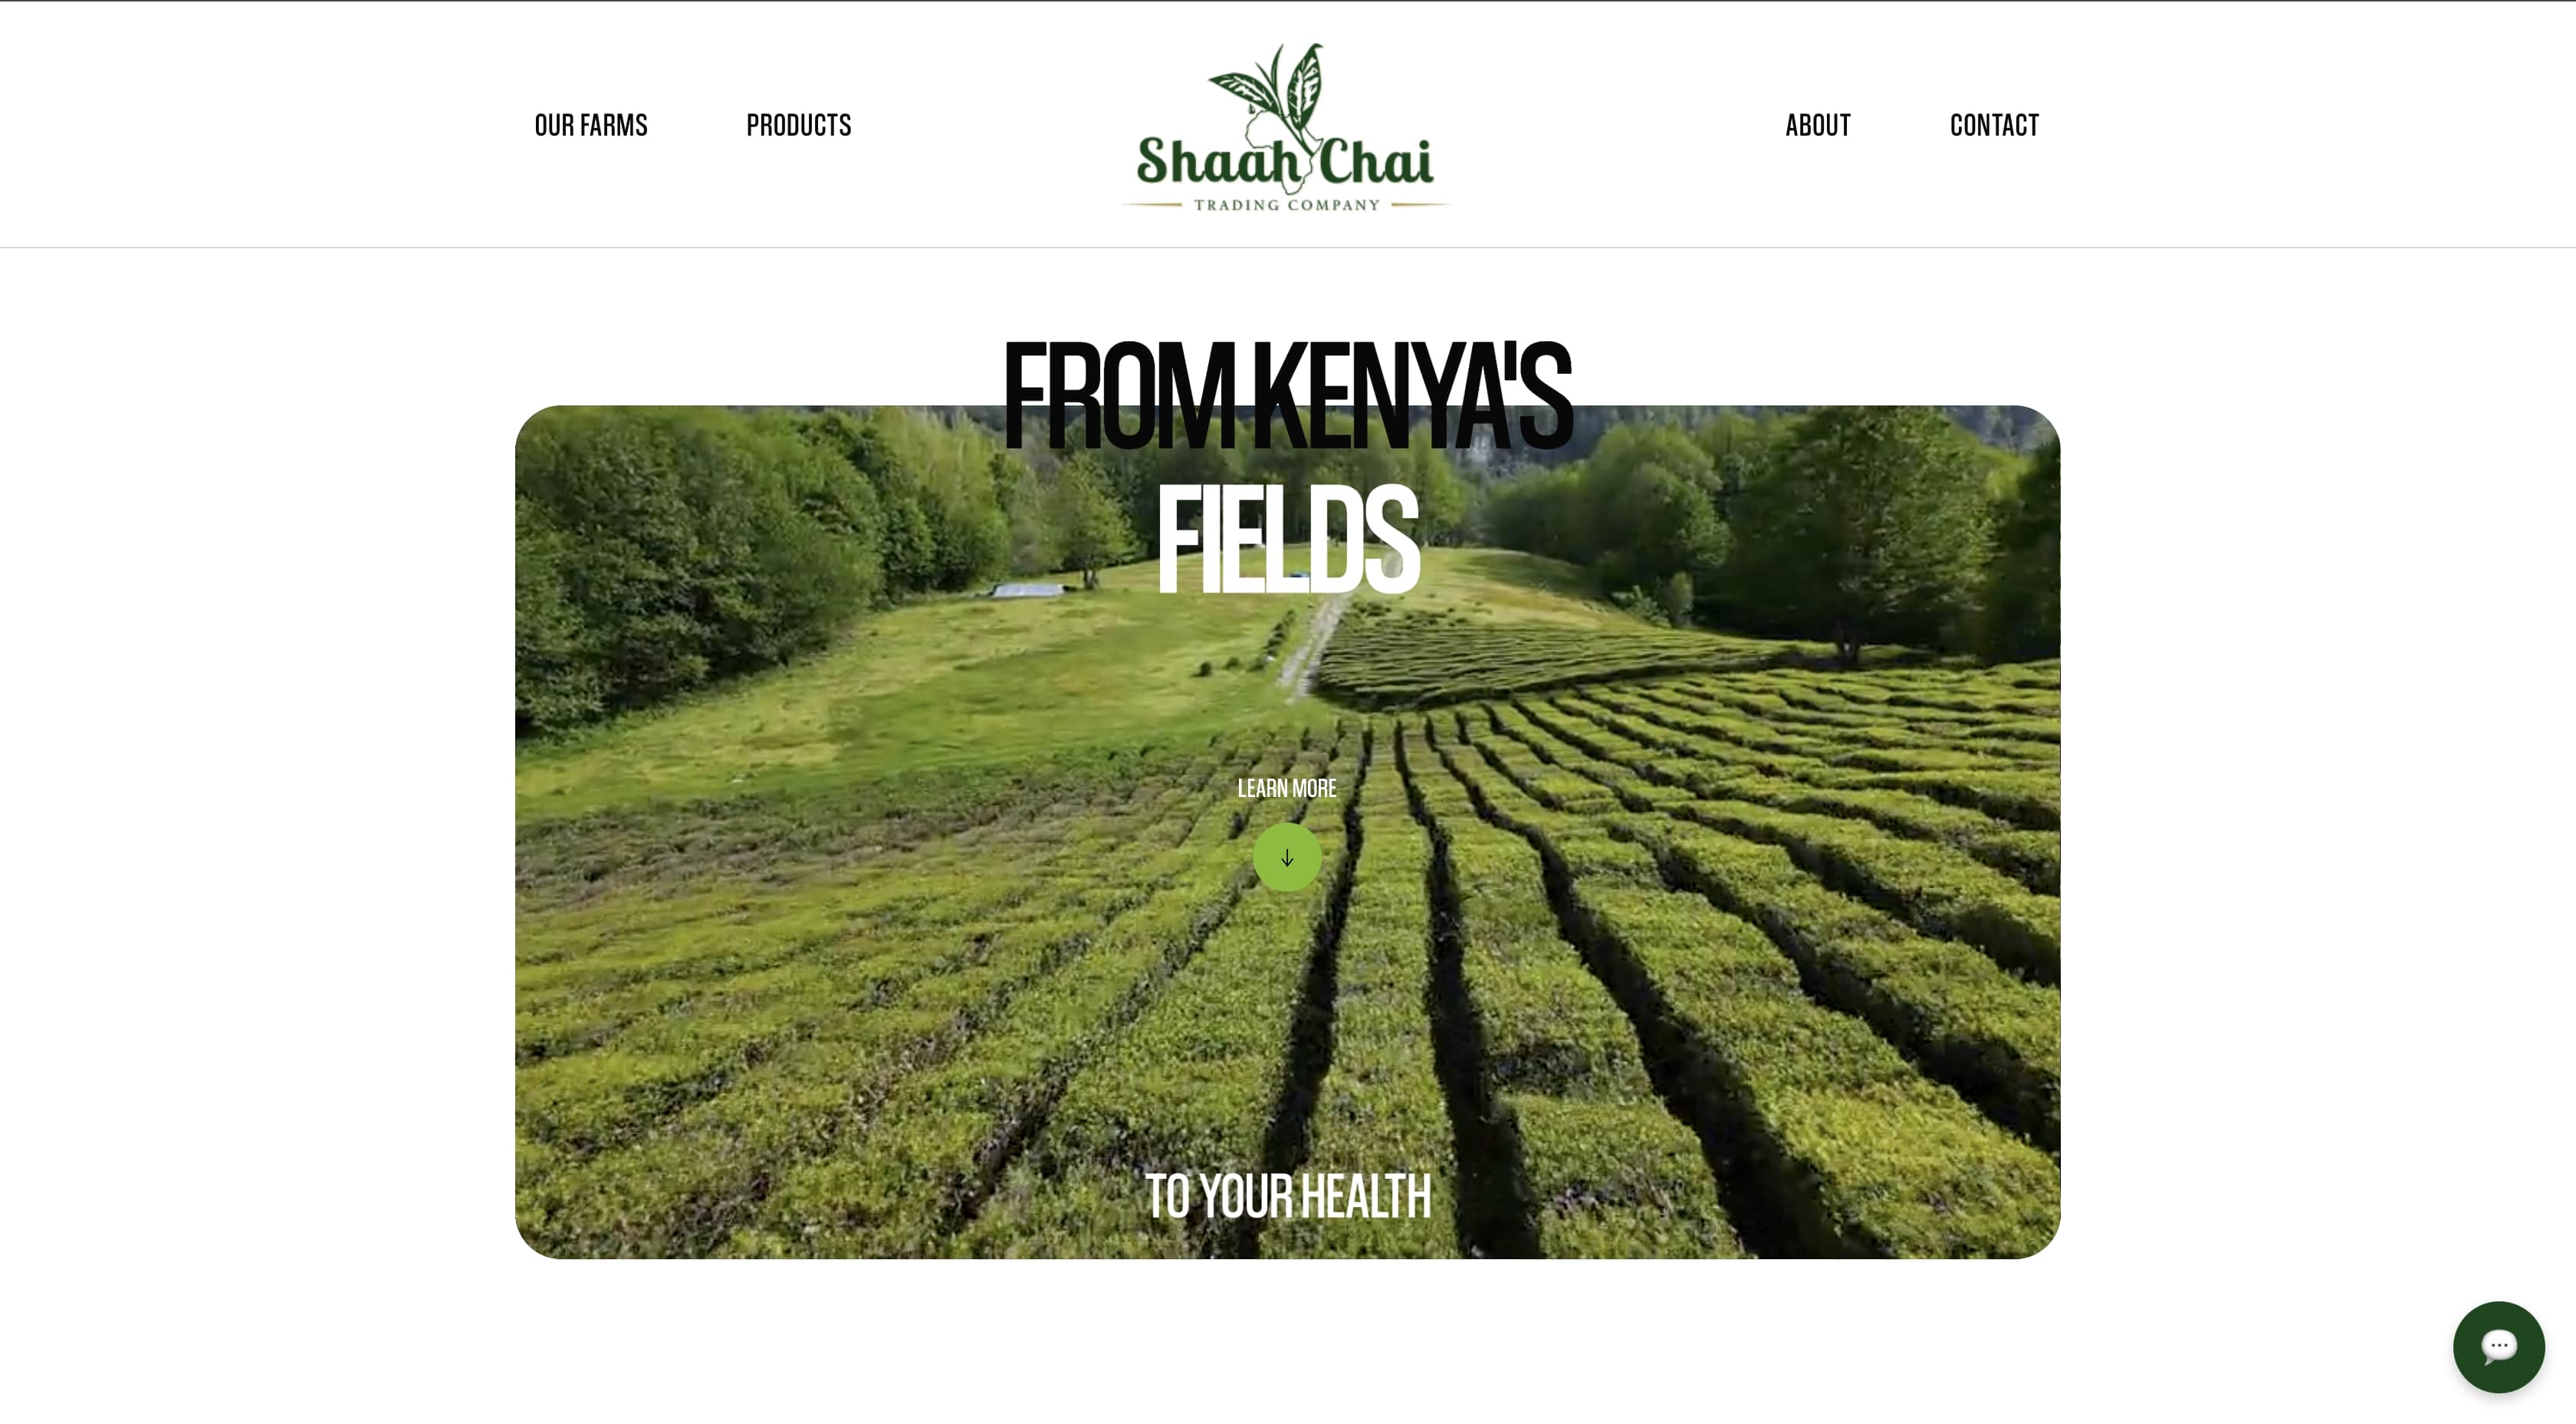 OUR FARMS
PRODUCTS
Shaah Chai
TRADING COMPANY
ABOUT
CONTACT
FROM KENYA'S
FIELDS
LEARN MORE
TO YOUR HEALTH